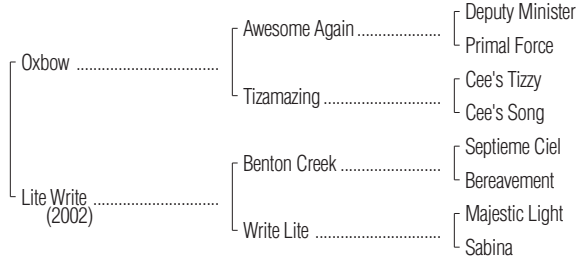 Deputy Minister
Awesome Again
Primal Force
Oxbow
Cee's Tizzy
Tizamazing
Cee's Song
Septieme Ciel
Benton Creek
Bereavement
Lite Write
(2002)
Majestic Light
Write Lite
Sabina